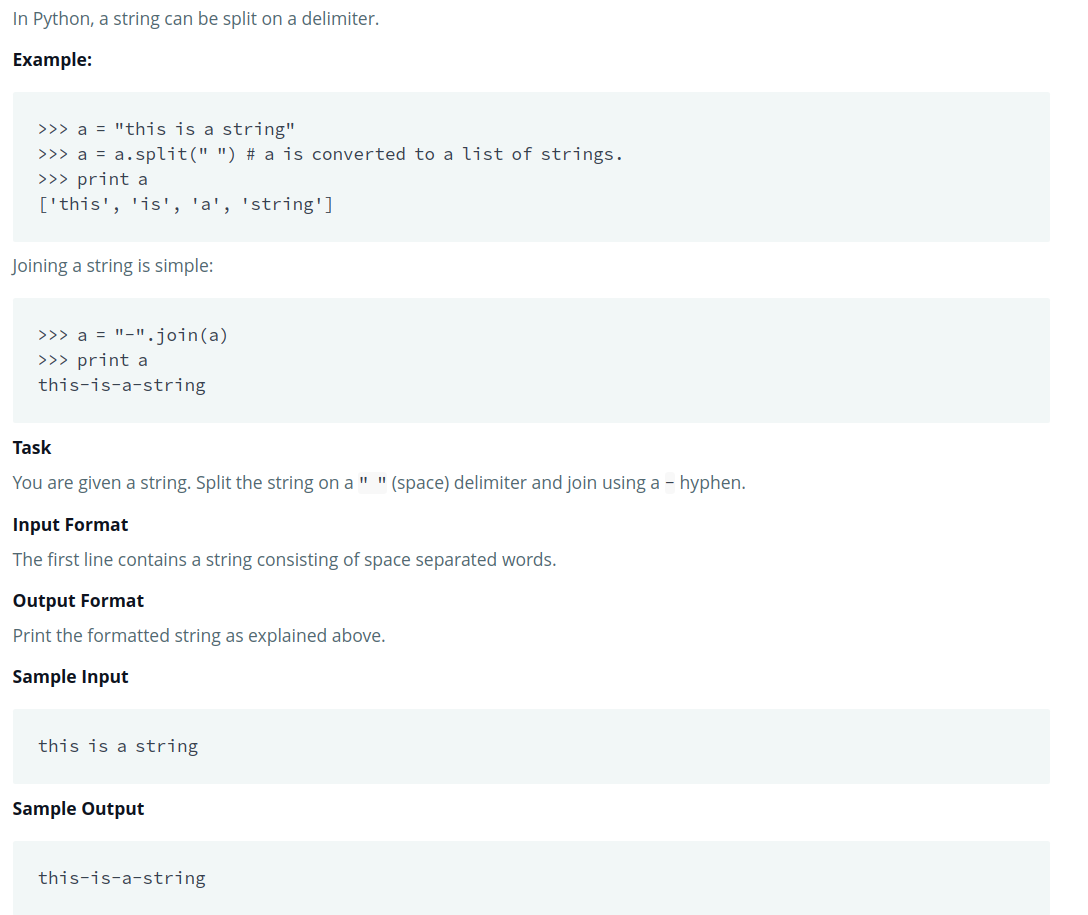 In Python, a string can be split on a delimiter.
Example:
>>> a = "this is a string"
>>> a = a.split(" ") # a is converted to a list of strings.
>>> print a
['this', 'is', 'a', 'string']
Joining a string is simple:
>>> a = "-".join(a)
>>> print a
this-is-a-string
Task
You are given a string. Split the string on a " " (space) delimiter and join using a - hyphen.
Input Format
The first line contains a string consisting of space separated words.
Output Format
Print the formatted string as explained above.
Sample Input
this is a string
Sample Output
this-is-a-string